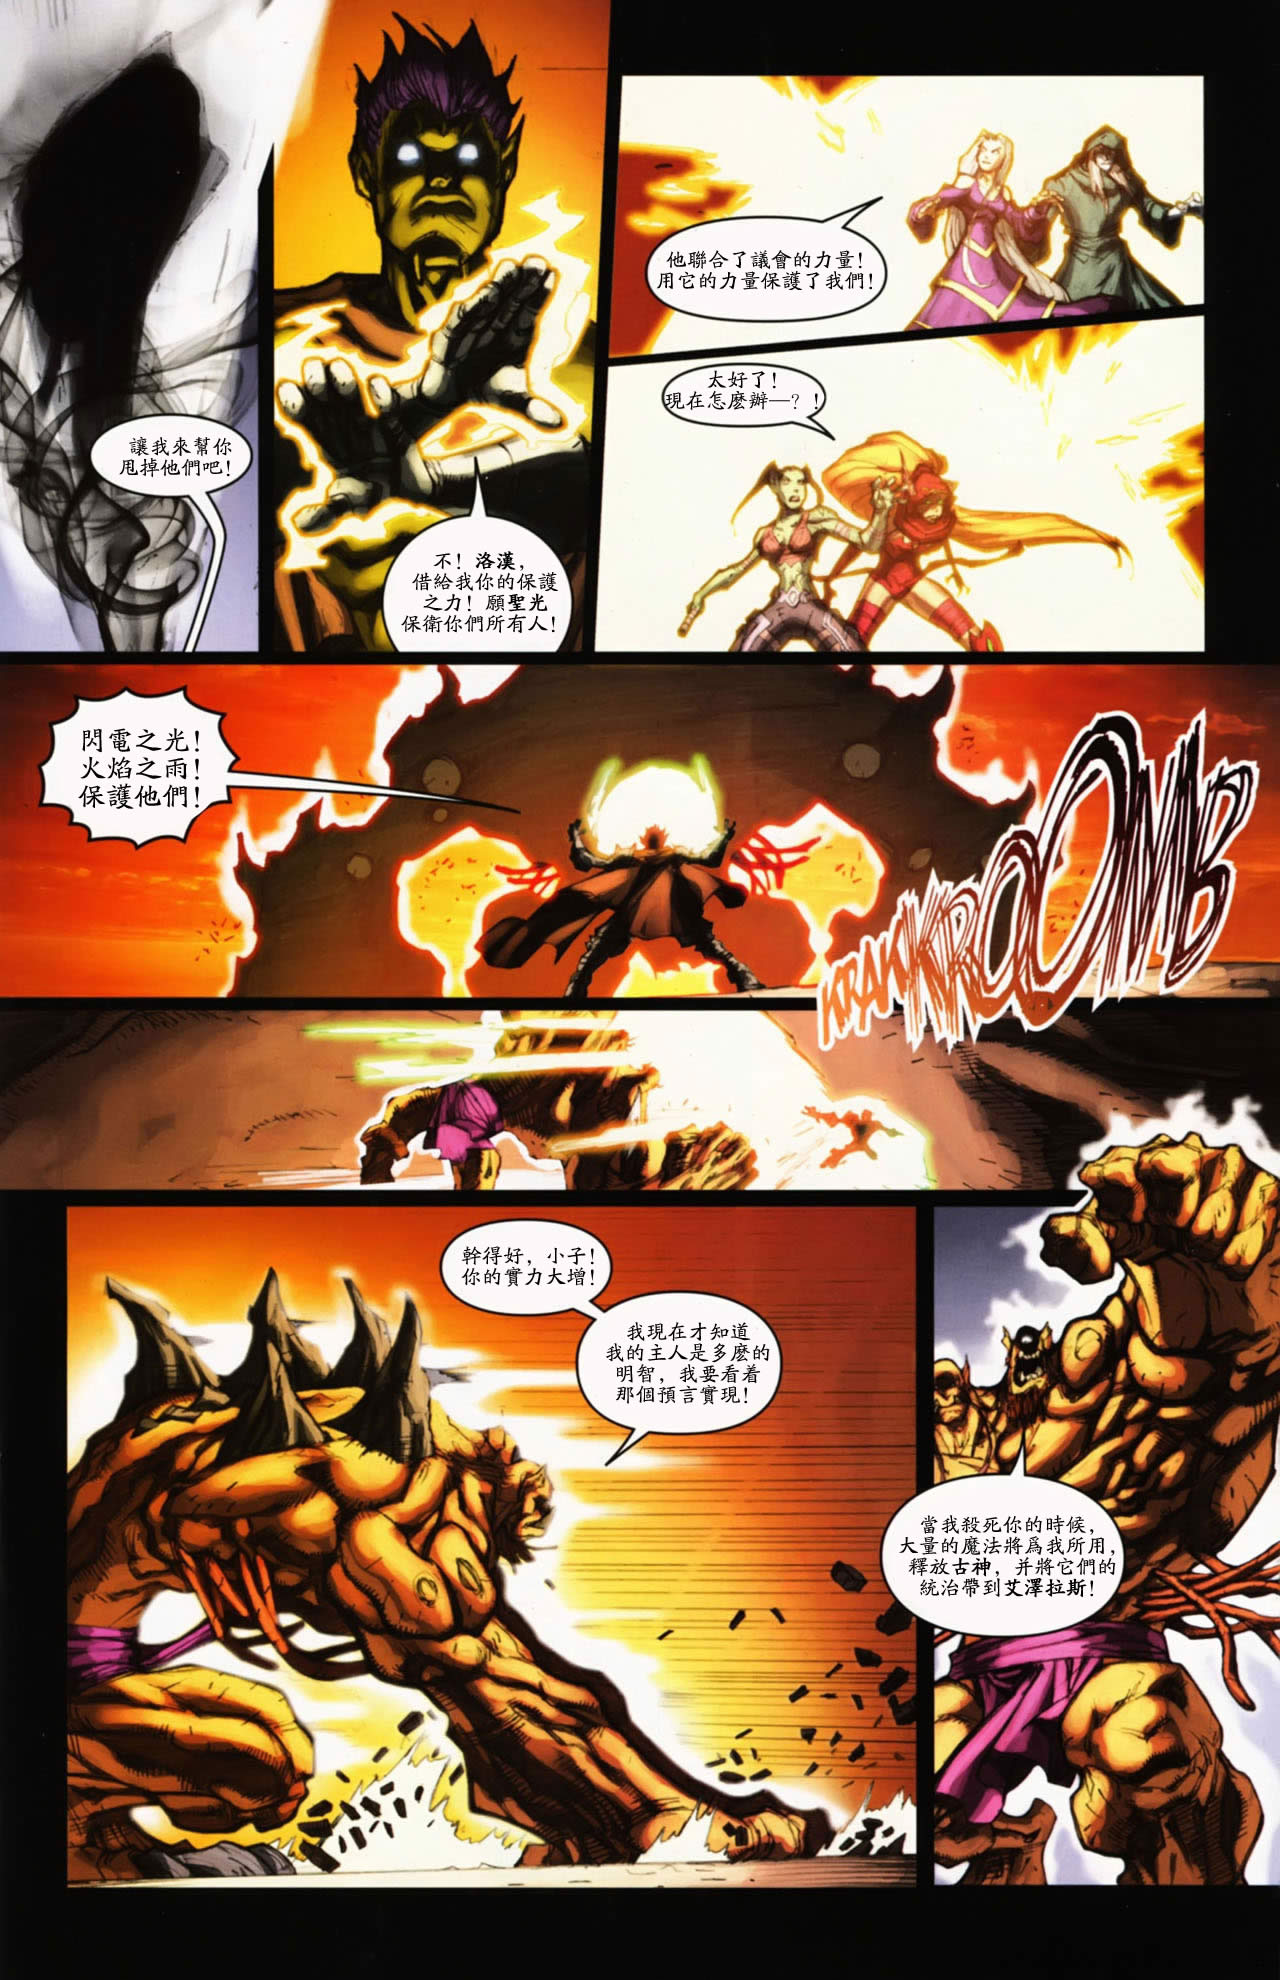 讓我來幫你
甩掉他們吧！
不！洛漢，
借給我你的保護
之力！願聖光
保衛你們所有人！
他聯合了議會的力量！
用它的力量保護了我們！
太好了！
現在怎麽辦—？！
閃電之光！
火焰之雨！
保護他們！
KRAKKROOOMB
幹得好，小子！
你的實力大增！
我現在才知道
我的主人是多麽的
明智，我要看着
那個預言實現！
當我殺死你的時候，
大量的魔法將爲我所用，
釋放古神，并將它們的
統治帶到艾澤拉斯！